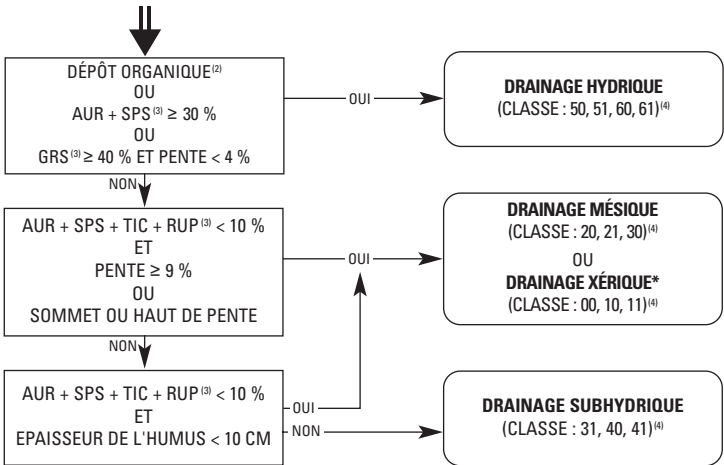 DÉPÔT ORGANIQUE(2)
OU
AUR + SPS(3) ≥ 30 %
OU
GRS(3) ≥ 40 % ET PENTE < 4 %
OUI
DRAINAGE HYDRIQUE
(CLASSE : 50, 51, 60, 61)(4)
NON
AUR + SPS + TIC + RUP(3) < 10 %
ET
PENTE ≥ 9 %
OU
SOMMET OU HAUT DE PENTE
OUI
DRAINAGE MÉSIQUE
(CLASSE : 20, 21, 30)(4)
OU
DRAINAGE XÉRIQUE*
(CLASSE : 00, 10, 11)(4)
NON
AUR + SPS + TIC + RUP(3) < 10 %
ET
EPAISSEUR DE L'HUMUS < 10 CM
OUI
NON
DRAINAGE SUBHYDRIQUE
(CLASSE : 31, 40, 41)(4)